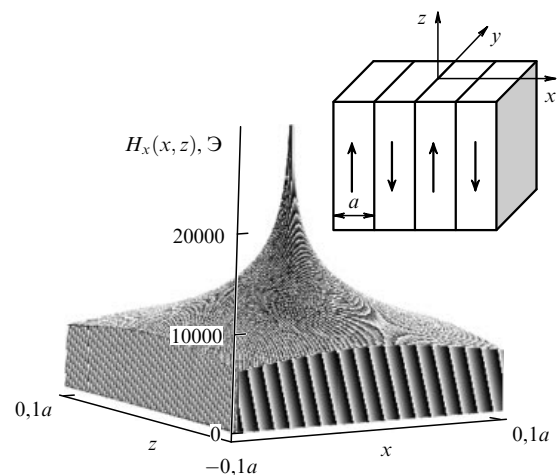 z
y
x
H_x(x, z), Э
a
20000
10000
0,1a
0
0,1a
z
x
−0,1a